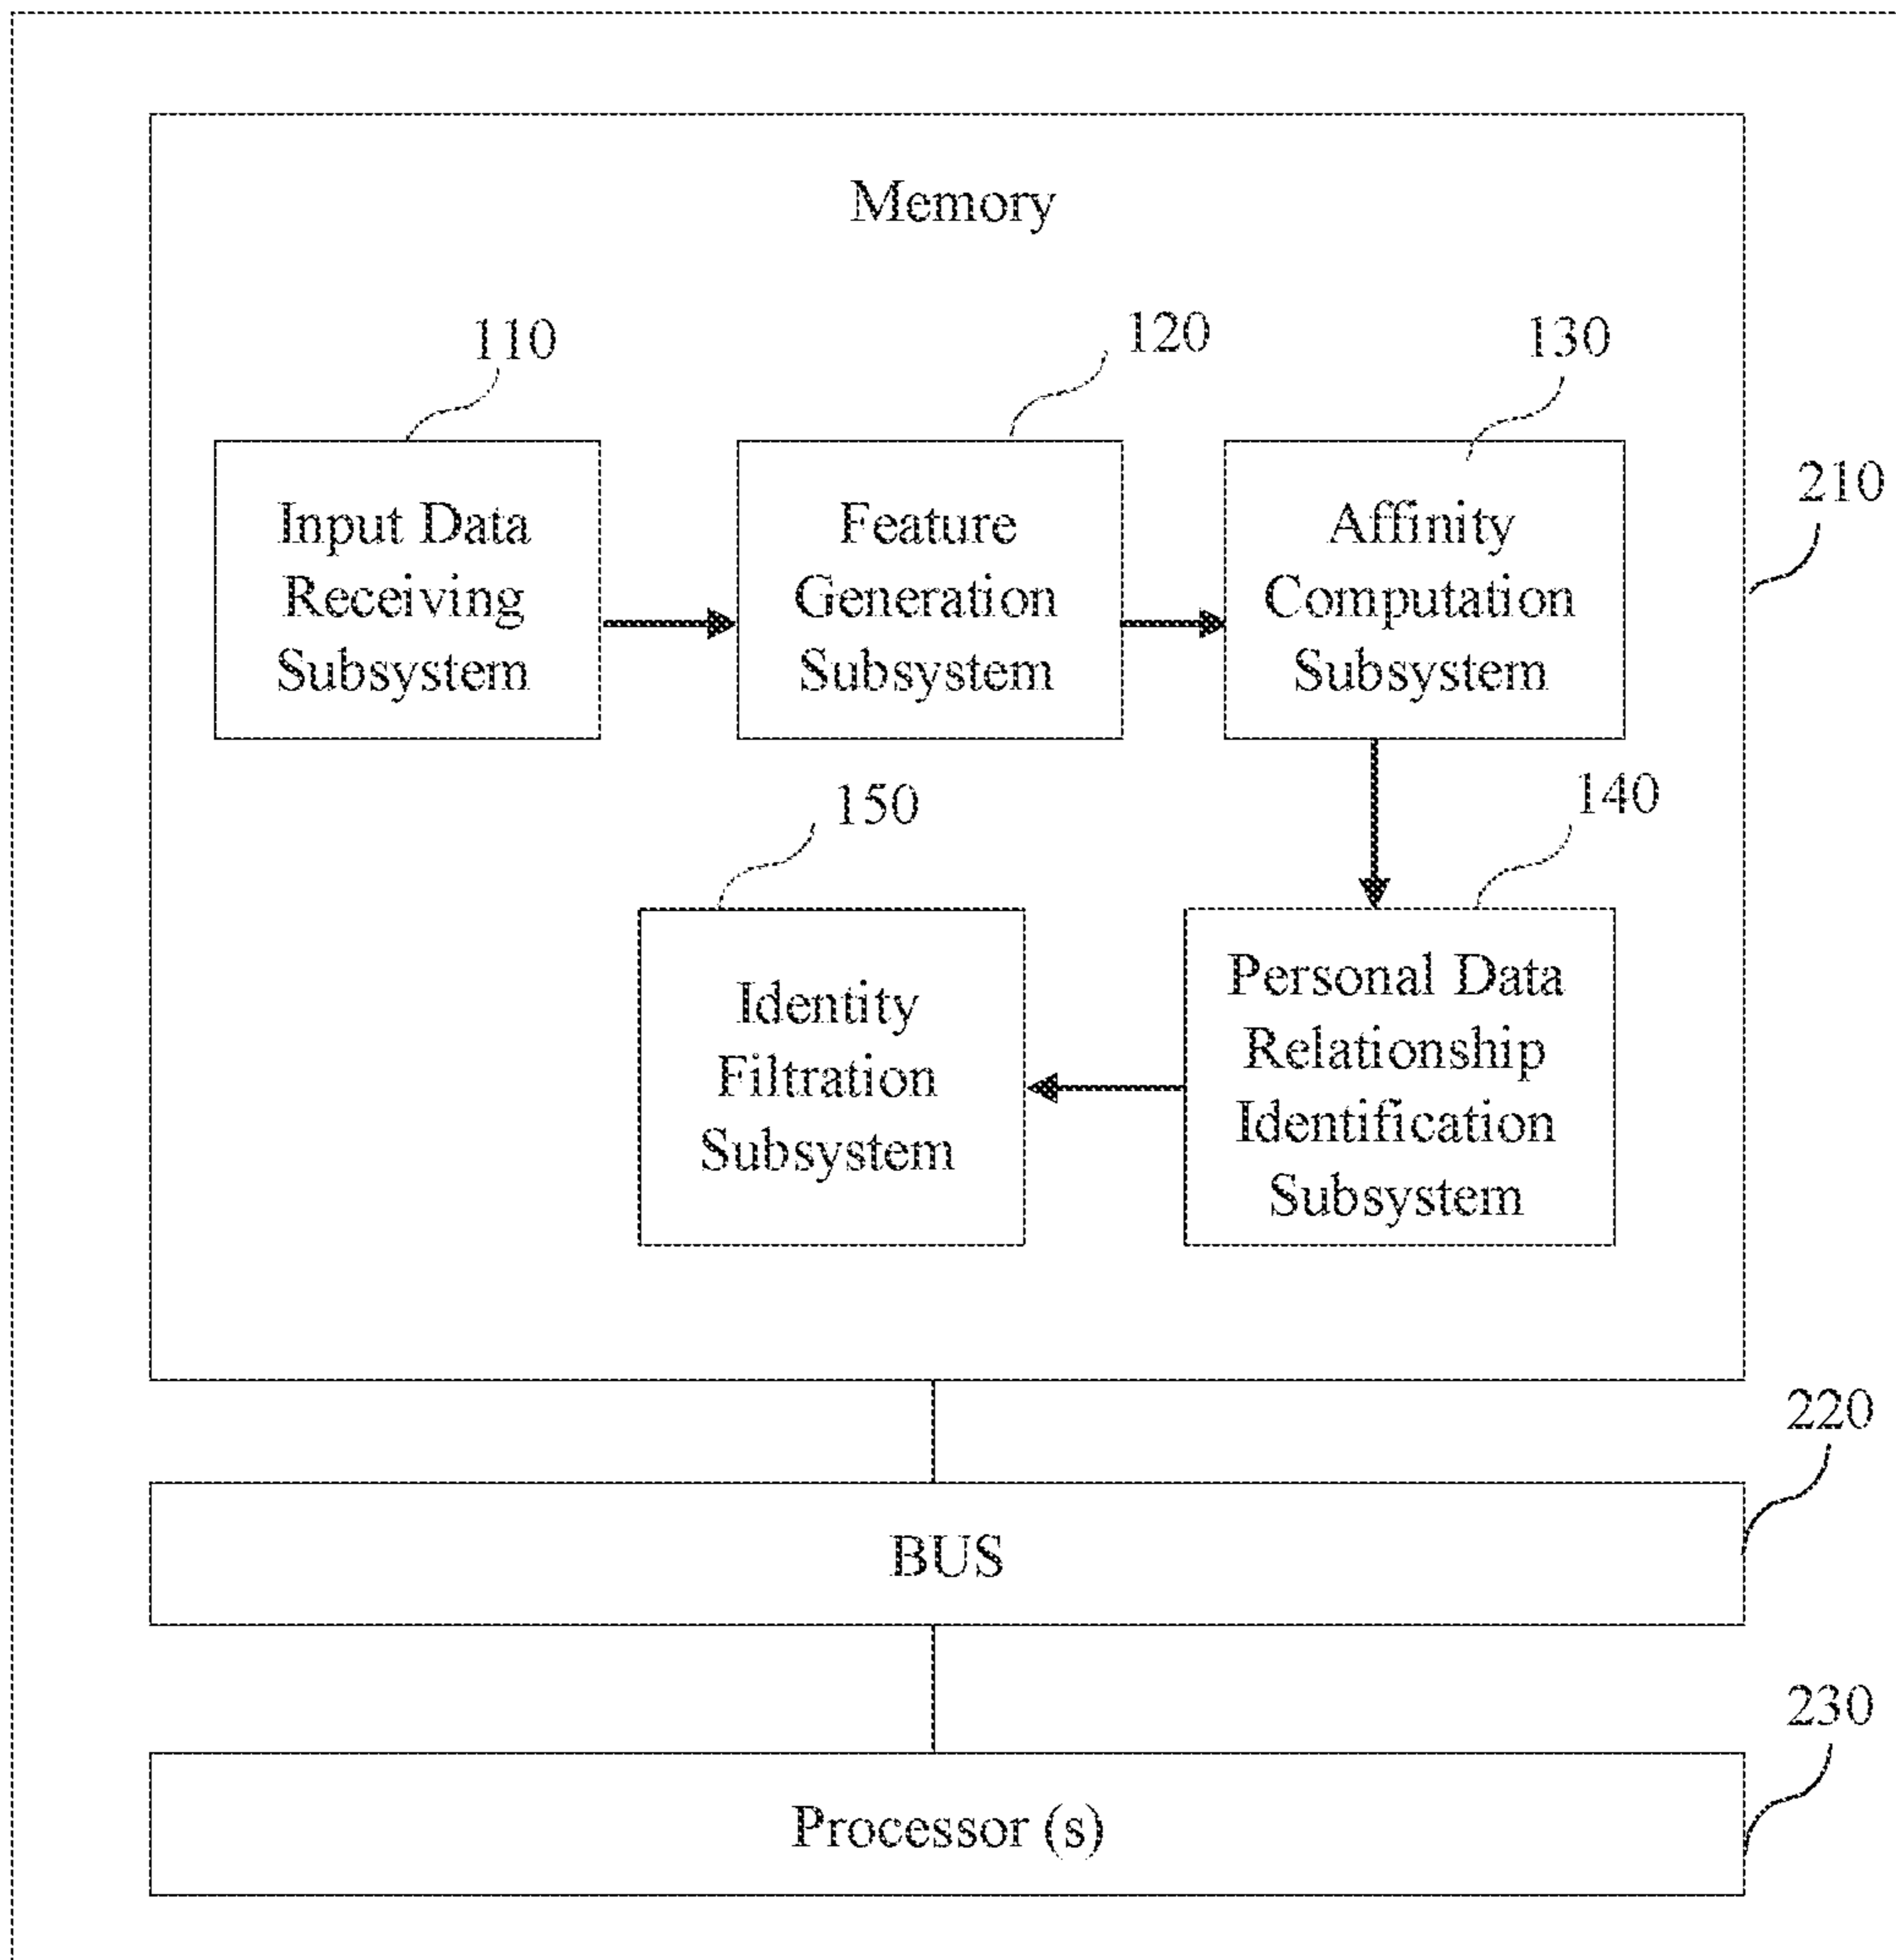 Memory
110
120
130
210
Input Data
Receiving
Subsystem
Feature
Generation
Subsystem
Affinity
Computation
Subsystem
150
140
Identity
Filtration
Subsystem
Personal Data
Relationship
Identification
Subsystem
220
BUS
230
Processor (s)